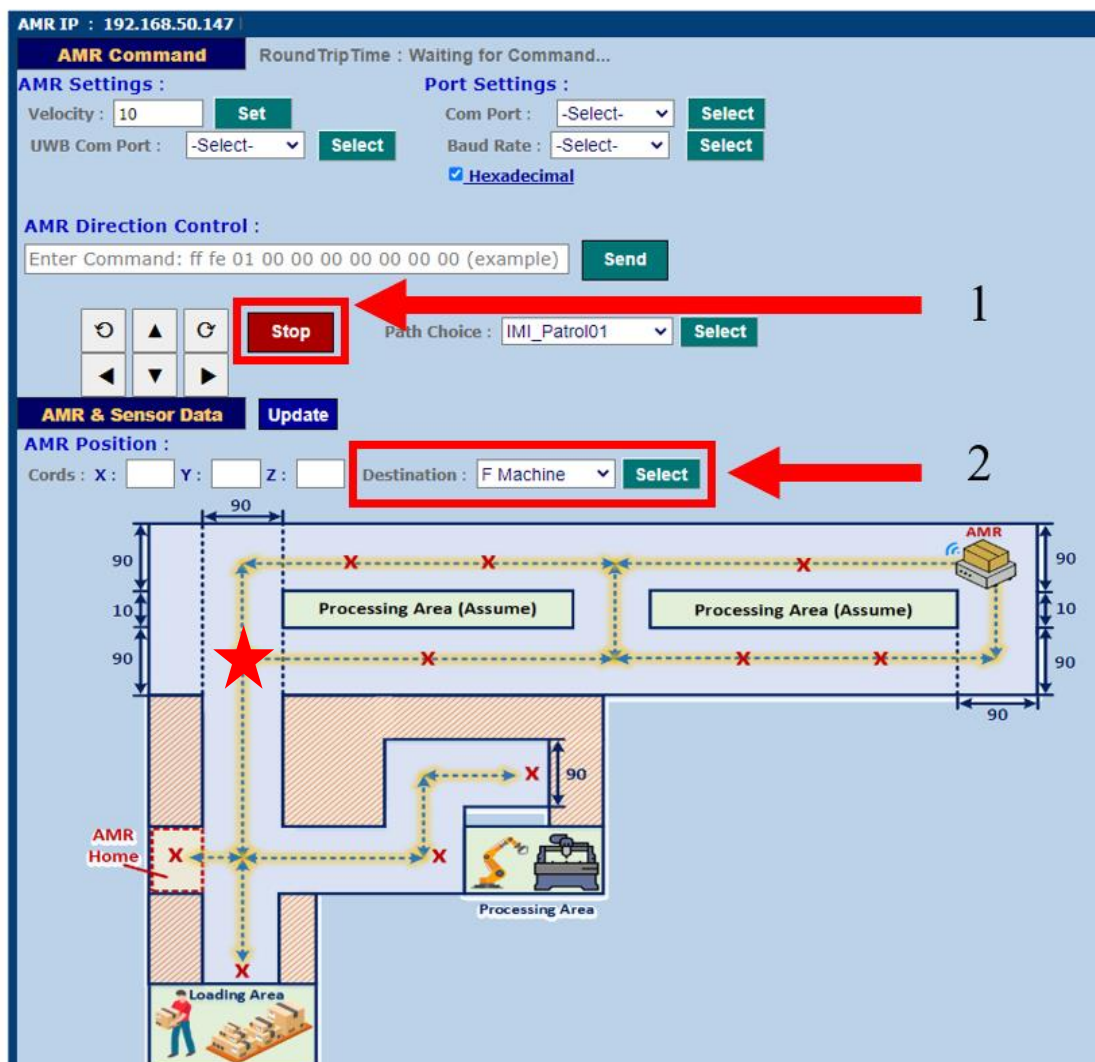 AMR IP : 192.168.50.147
AMR Command RoundTripTime : Waiting for Command...
AMR Settings : Port Settings :
Velocity : 10 Set Com Port : -Select- Select
UWB Com Port : -Select- Select Baud Rate : -Select- Select
Hexadecimal
AMR Direction Control :
Enter Command: ff fe 01 00 00 00 00 00 00 00 (example) Send
1
Stop Path Choice : IMI_Patrol01 Select
AMR & Sensor Data Update
AMR Position :
Cords : X : Y : Z : Destination : F Machine Select
2
90
AMR
90 X X X 90
10 Processing Area (Assume) Processing Area (Assume) 10
90 X X X 90
90
X 90
AMR
Home X X
Processing Area
X
Loading Area